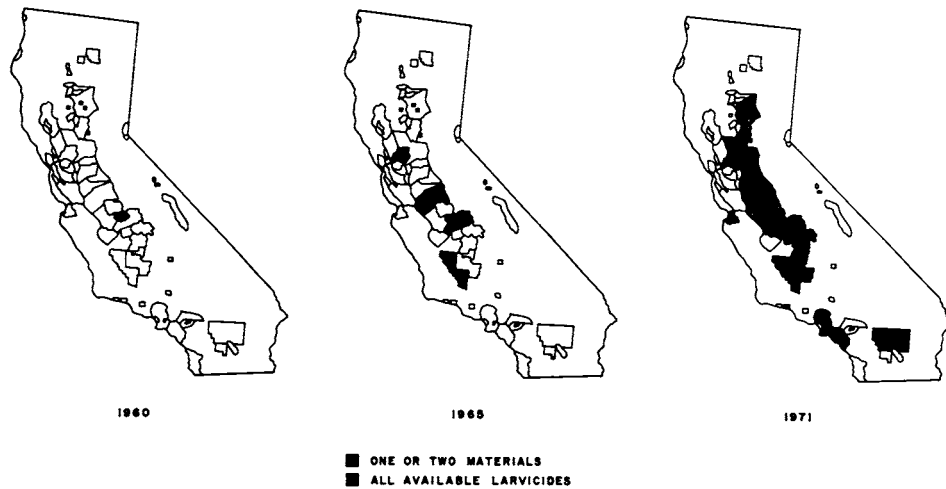 1960
1965
1971
ONE OR TWO MATERIALS
ALL AVAILABLE LARVICIDES